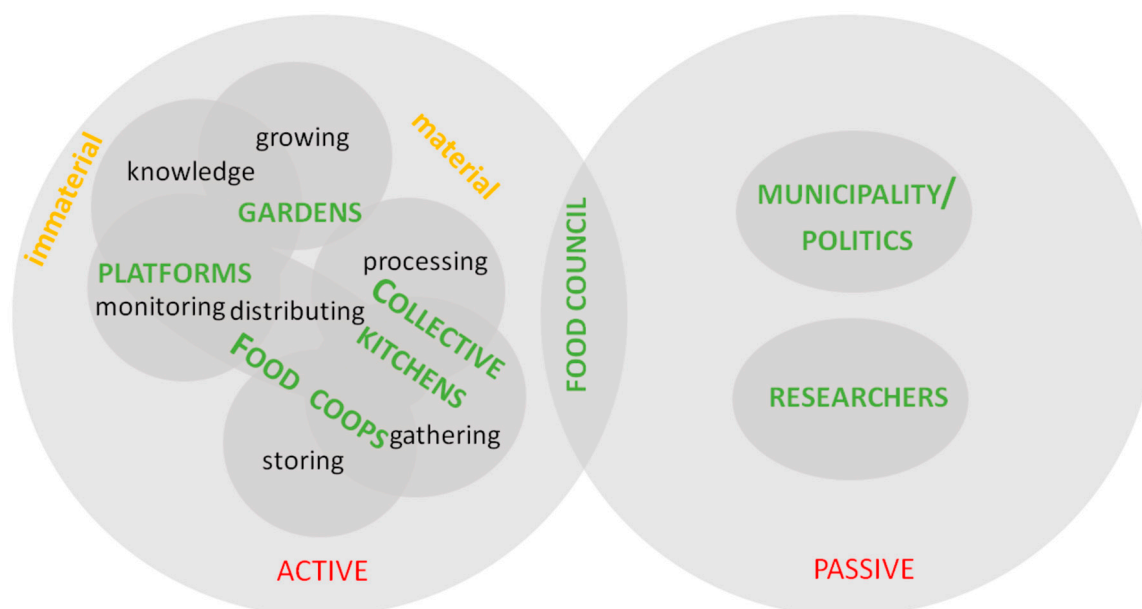 immaterial
material
growing
knowledge
GARDENS
PLATFORMS
monitoring
distributing
processing
COLLECTIVE
KITCHENS
FOOD COOPS
gathering
storing
ACTIVE
FOOD COUNCIL
MUNICIPALITY/
POLITICS
RESEARCHERS
PASSIVE